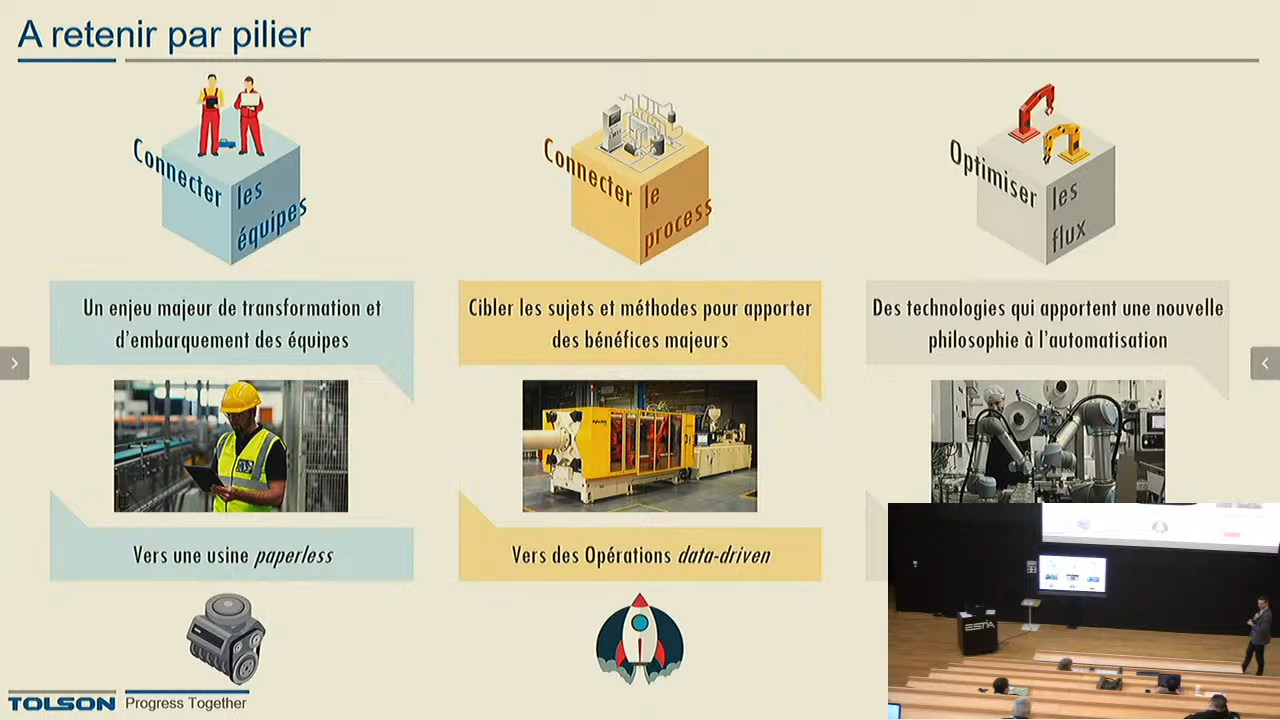 A retenir par pilier
Connecter les
équipes
Connecter le
process
Optimiser les
flux
Un enjeu majeur de transformation et
d'embarquement des équipes
Cibler les sujets et méthodes pour apporter
des bénéfices majeurs
Des technologies qui apportent une nouvelle
philosophie à l'automatisation
Vers une usine paperless
Vers des Opérations data-driven
ESTIA
TOLSON Progress Together